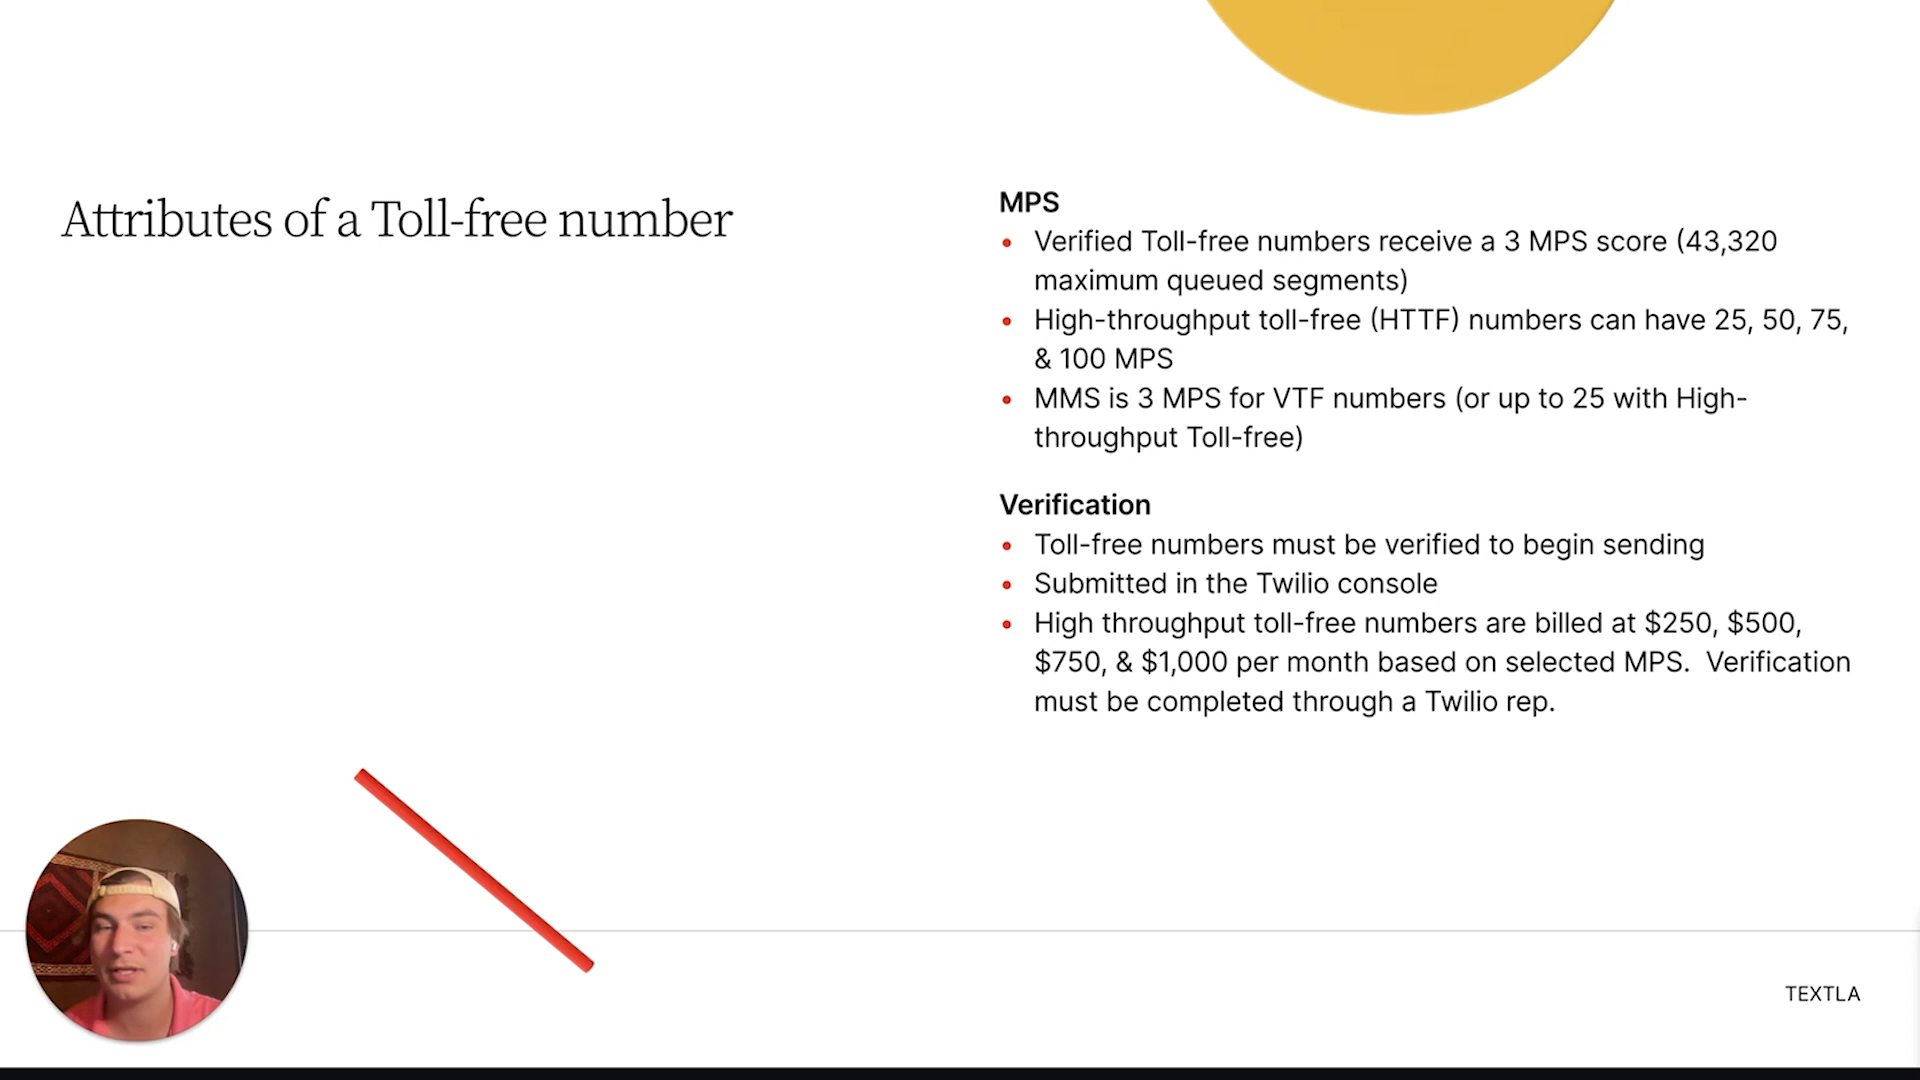 Attributes of a Toll-free number
MPS
• Verified Toll-free numbers receive a 3 MPS score (43,320
maximum queued segments)
• High-throughput toll-free (HTTF) numbers can have 25, 50, 75,
& 100 MPS
• MMS is 3 MPS for VTF numbers (or up to 25 with High-
throughput Toll-free)
Verification
• Toll-free numbers must be verified to begin sending
• Submitted in the Twilio console
• High throughput toll-free numbers are billed at $250, $500,
$750, & $1,000 per month based on selected MPS.  Verification
must be completed through a Twilio rep.
TEXTLA